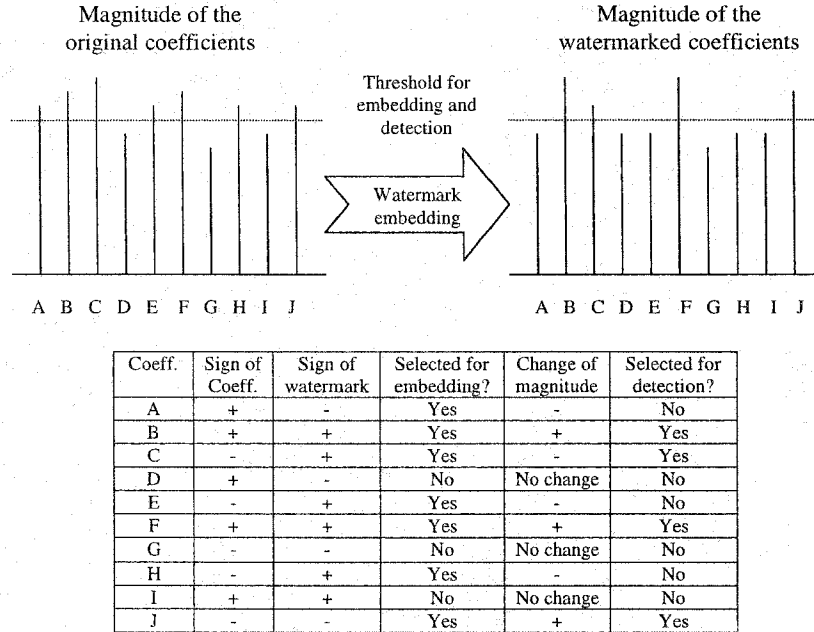 Magnitude of the
original coefficients
Magnitude of the
watermarked coefficients
Threshold for
embedding and
detection
Watermark
embedding
A B C D E F G H I J
A B C D E F G H I J
Coeff. Sign of Coeff. Sign of watermark Selected for embedding? Change of magnitude Selected for detection?
A + - Yes - No
B + + Yes + Yes
C - + Yes - Yes
D + - No No change No
E - + Yes - No
F + + Yes + Yes
G - - No No change No
H - + Yes - No
I + + No No change No
J - - Yes + Yes